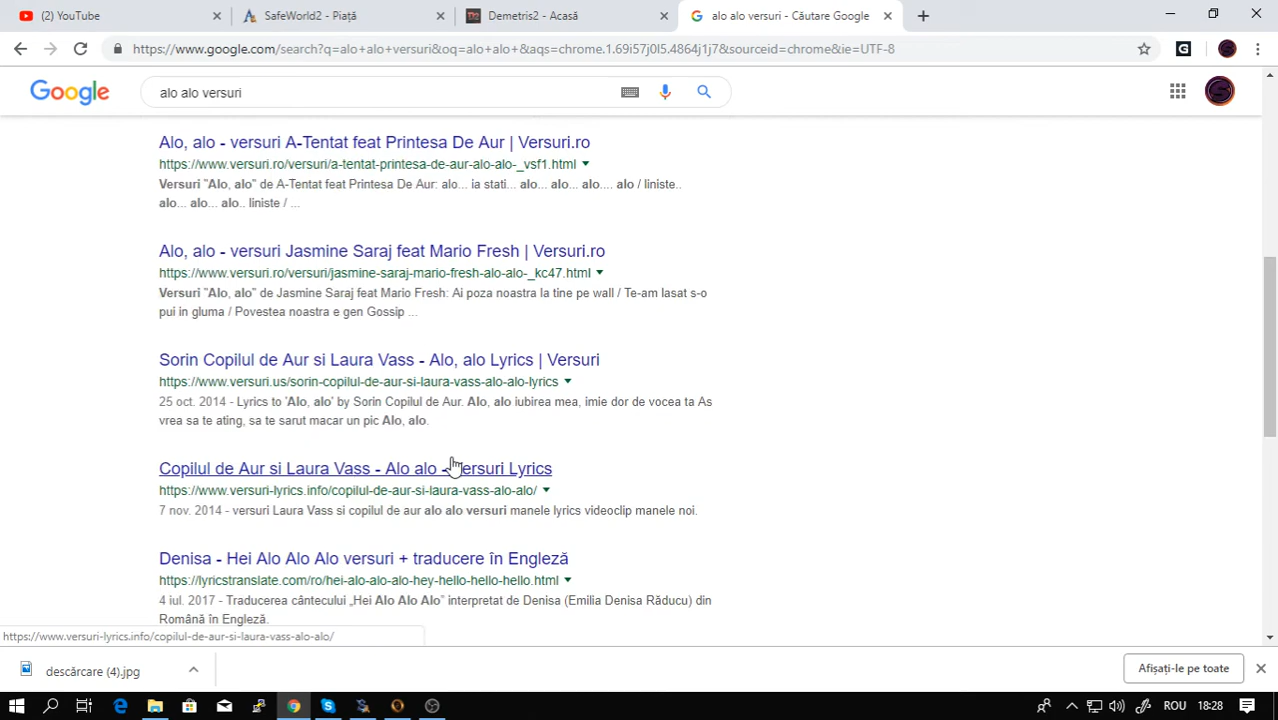 (2) YouTube
SafeWorld2 - Piață
Demetris2 - Acasă
alo alo versuri - Căutare Google
https://www.google.com/search?q=alo+alo+versuri&oq=alo+alo+&aqs=chrome.1.69i57j0l5.4864j1j7&sourceid=chrome&ie=UTF-8
Google
alo alo versuri
Alo, alo - versuri A-Tentat feat Printesa De Aur | Versuri.ro
https://www.versuri.ro/versuri/a-tentat-printesa-de-aur-alo-alo-_vsf1.html
Versuri "Alo, alo" de A-Tentat feat Printesa De Aur: alo... ia stati... alo... alo... alo.... alo / liniste..
alo... alo... alo.. liniste / ...
Alo, alo - versuri Jasmine Saraj feat Mario Fresh | Versuri.ro
https://www.versuri.ro/versuri/jasmine-saraj-mario-fresh-alo-alo-_kc47.html
Versuri "Alo, alo" de Jasmine Saraj feat Mario Fresh: Ai poza noastra la tine pe wall / Te-am lasat s-o
pui in gluma / Povestea noastra e gen Gossip ...
Sorin Copilul de Aur si Laura Vass - Alo, alo Lyrics | Versuri
https://www.versuri.us/sorin-copilul-de-aur-si-laura-vass-alo-alo-lyrics
25 oct. 2014 - Lyrics to 'Alo, alo' by Sorin Copilul de Aur. Alo, alo iubirea mea, imie dor de vocea ta As
vrea sa te ating, sa te sarut macar un pic Alo, alo.
Copilul de Aur si Laura Vass - Alo alo - versuri Lyrics
https://www.versuri-lyrics.info/copilul-de-aur-si-laura-vass-alo-alo/
7 nov. 2014 - versuri Laura Vass si copilul de aur alo alo versuri manele lyrics videoclip manele noi.
Denisa - Hei Alo Alo Alo versuri + traducere în Engleză
https://lyricstranslate.com/ro/hei-alo-alo-alo-hey-hello-hello-hello.html
4 iul. 2017 - Traducerea cântecului „Hei Alo Alo Alo” interpretat de Denisa (Emilia Denisa Răducu) din
Română în Engleză.
https://www.versuri-lyrics.info/copilul-de-aur-si-laura-vass-alo-alo/
descărcare (4).jpg
Afișați-le pe toate
ROU
18:28